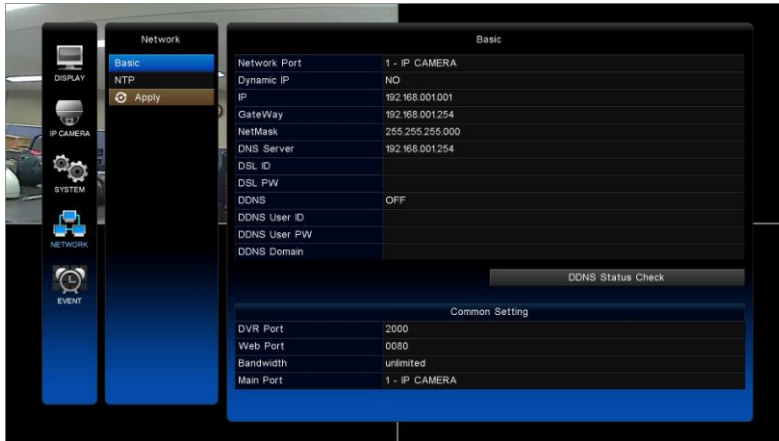 DISPLAY
IP CAMERA
SYSTEM
NETWORK
EVENT
Network
Basic
NTP
Apply
Basic
Network Port 1 - IP CAMERA
Dynamic IP NO
IP 192.168.001.001
GateWay 192.168.001.254
NetMask 255.255.255.000
DNS Server 192.168.001.254
DSL ID
DSL PW
DDNS OFF
DDNS User ID
DDNS User PW
DDNS Domain
DDNS Status Check
Common Setting
DVR Port 2000
Web Port 0080
Bandwidth unlimited
Main Port 1 - IP CAMERA